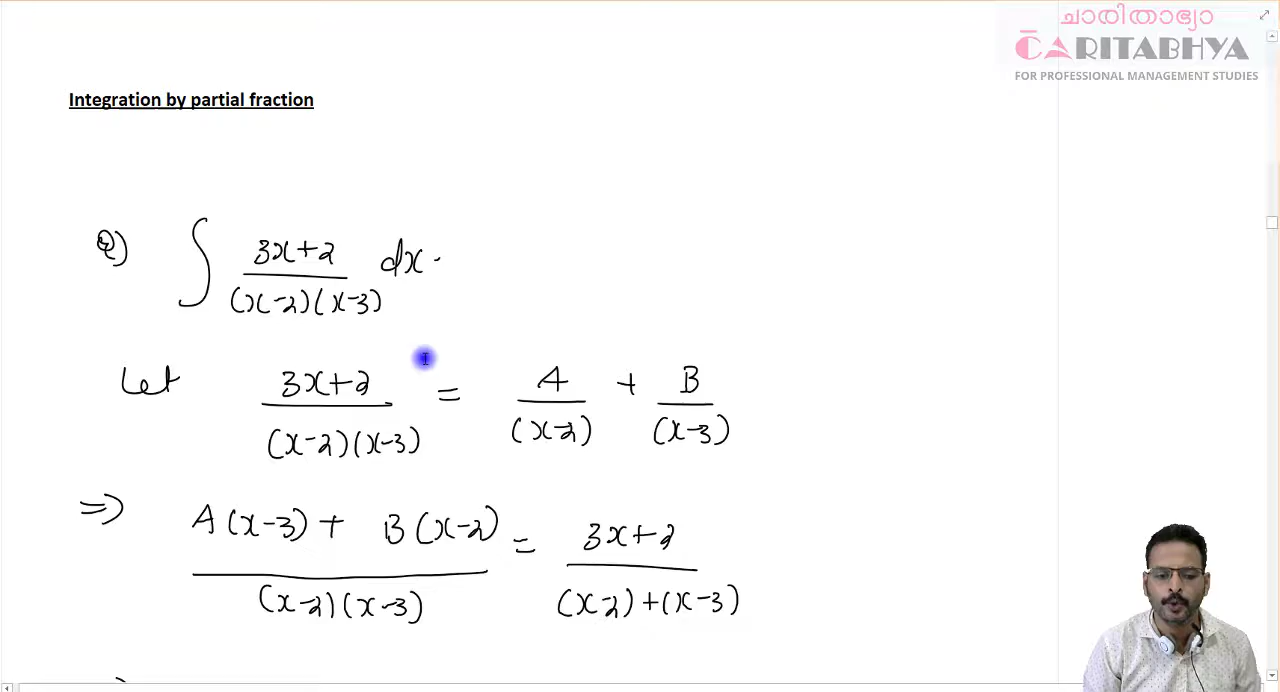 ചാരിതാഭ്യാ
CĀRITABHYA
FOR PROFESSIONAL MANAGEMENT STUDIES
Integration by partial fraction
Q) ∫ (3x+2)/((x-2)(x-3)) dx.
Let (3x+2)/((x-2)(x-3)) = A/(x-2) + B/(x-3)
=> (A(x-3) + B(x-2))/((x-2)(x-3)) = (3x+2)/((x-2)+(x-3))